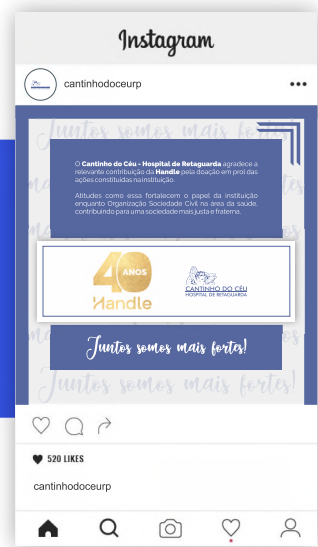 Instagram
cantinhodoceurp
Juntos somos mais fortes!
O Cantinho do Céu - Hospital de Retaguarda agradece a
relevante contribuição da Handle pela doação em prol das
ações constituídas na instituição.
Atitudes como essa fortalecem o papel da instituição
enquanto Organização Sociedade Civil na área da saúde,
contribuindo para uma sociedade mais justa e fraterna.
40 ANOS
Handle
CANTINHO DO CÉU
HOSPITAL DE RETAGUARDA
Juntos somos mais fortes!
Juntos somos mais fortes!
520 LIKES
cantinhodoceurp